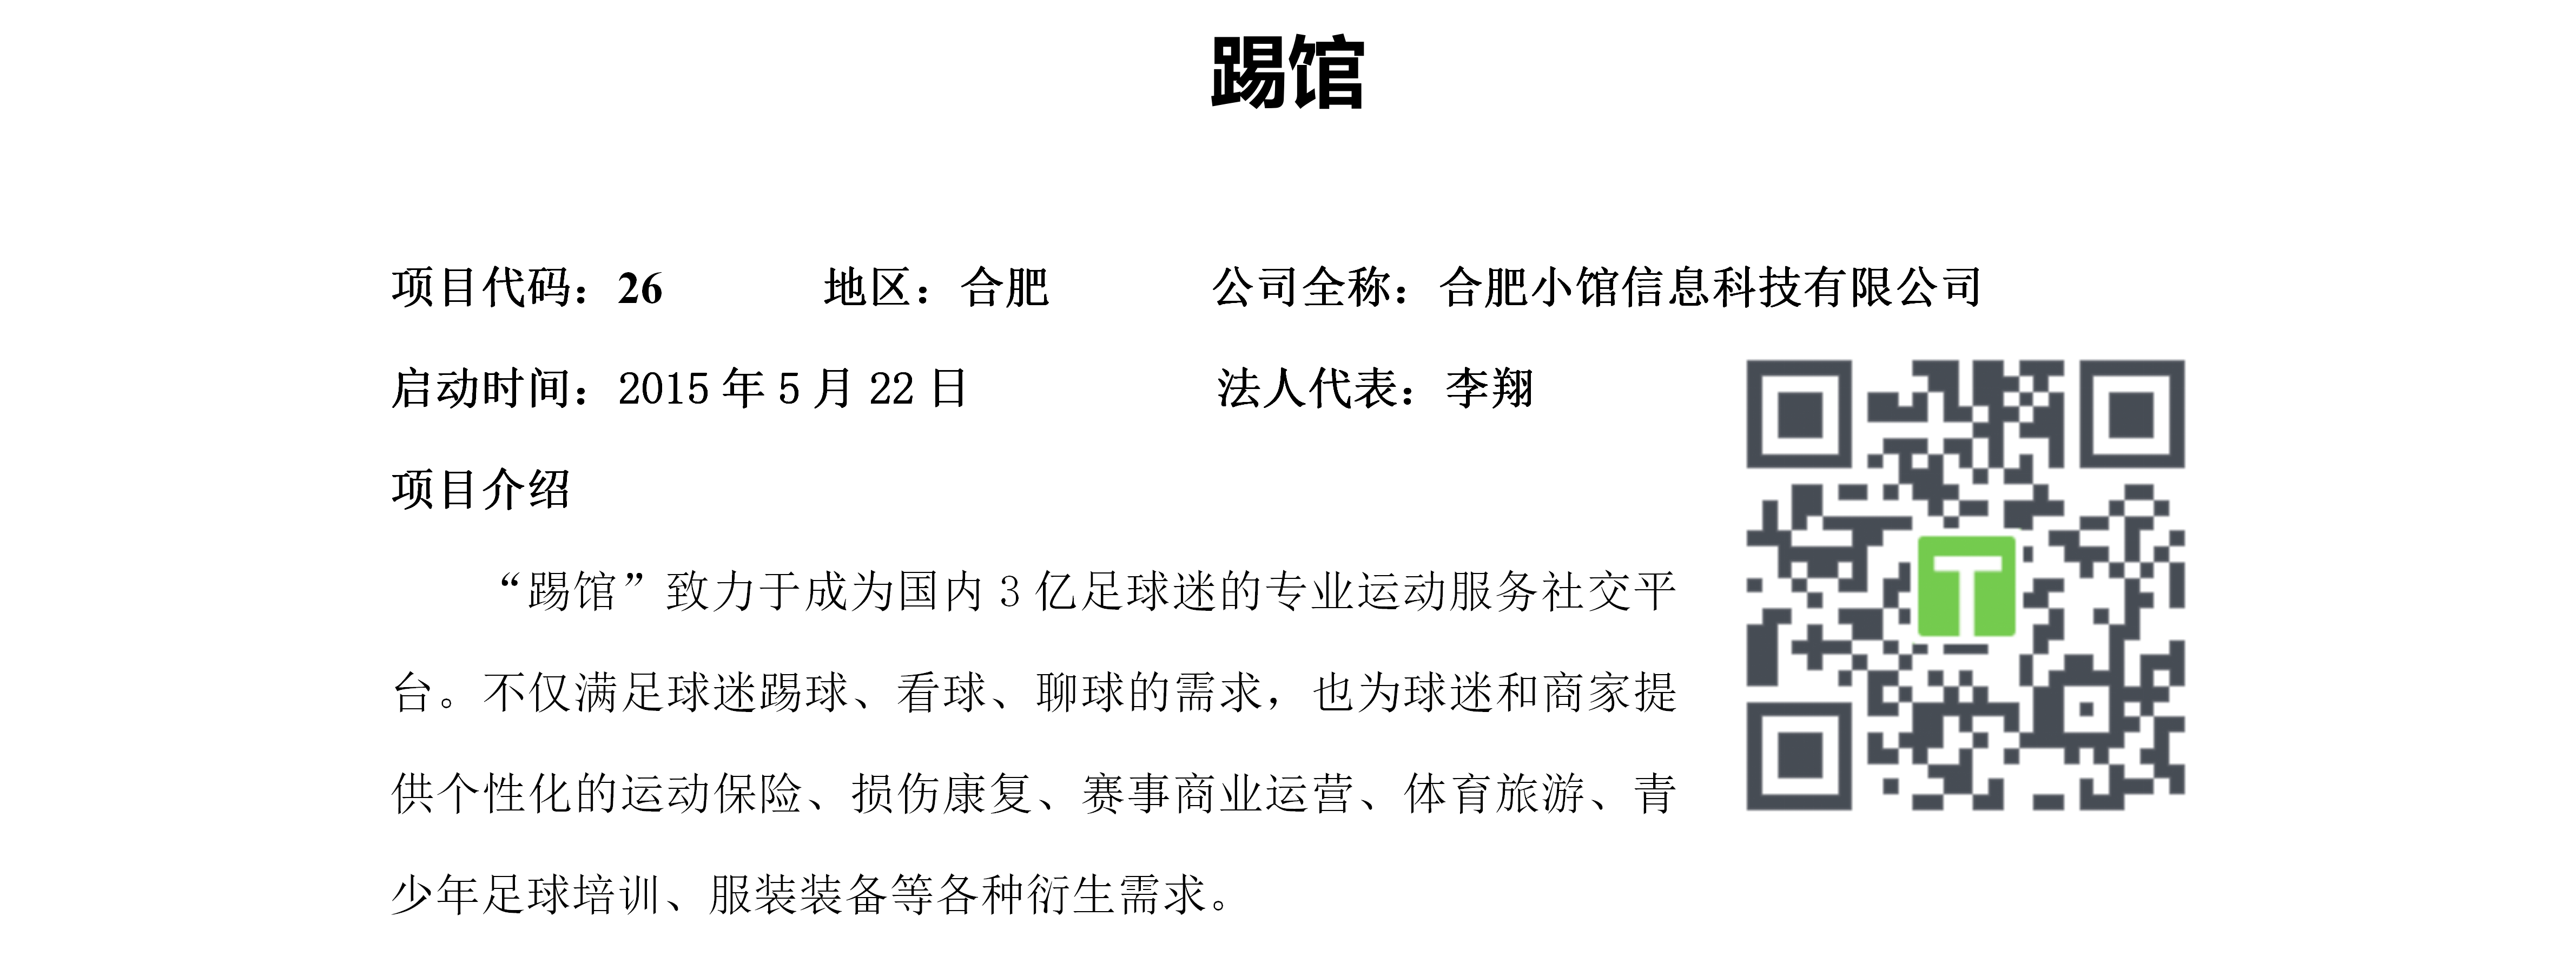 踢馆
项目代码：26 地区：合肥 公司全称：合肥小馆信息科技有限公司
启动时间：2015 年 5 月 22 日 法人代表：李翔
项目介绍
“踢馆”致力于成为国内 3 亿足球迷的专业运动服务社交平
台。不仅满足球迷踢球、看球、聊球的需求，也为球迷和商家提
供个性化的运动保险、损伤康复、赛事商业运营、体育旅游、青
少年足球培训、服装装备等各种衍生需求。